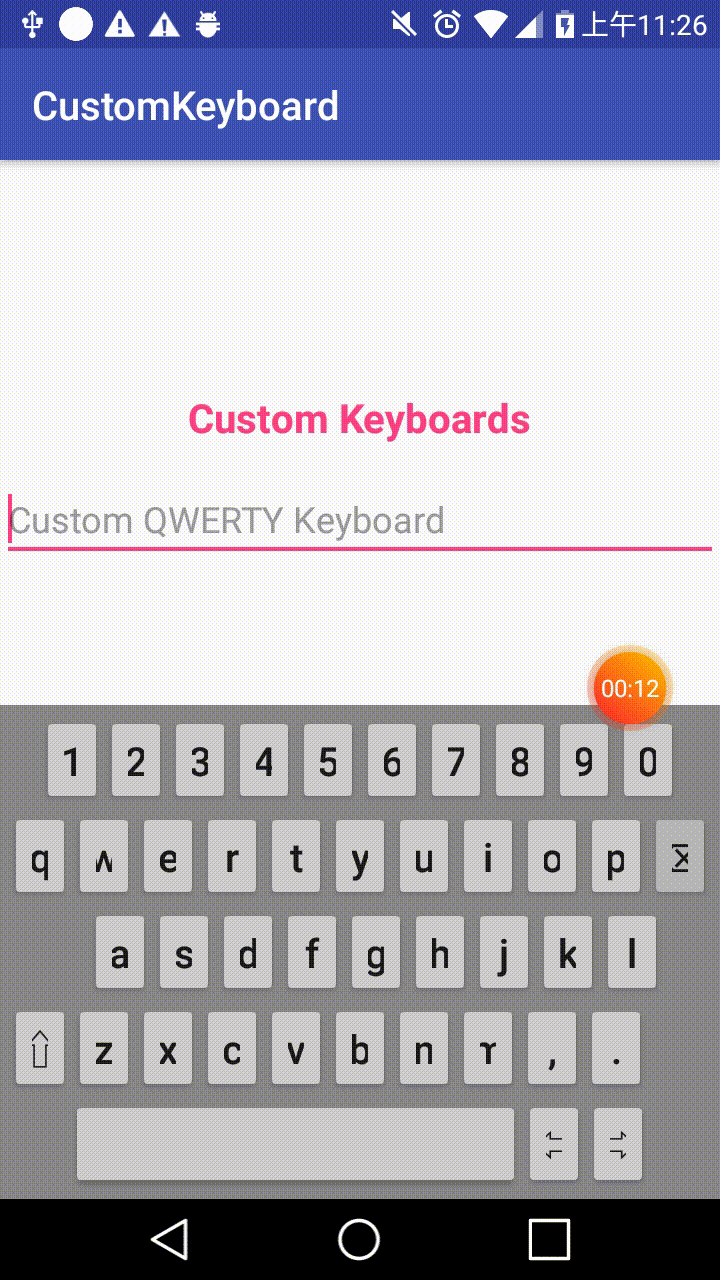 上午11:26
CustomKeyboard
Custom Keyboards
Custom QWERTY Keyboard
00:12
1 2 3 4 5 6 7 8 9 0
q w e r t y u i o p
a s d f g h j k l
z x c v b n , .